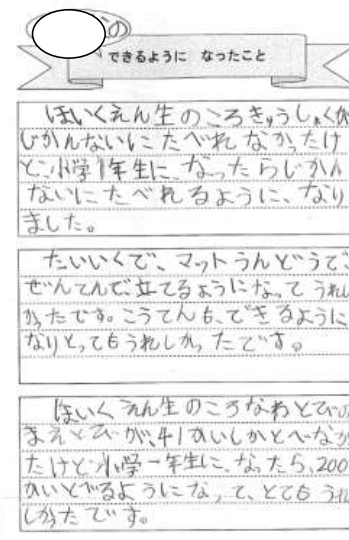 の
できるように なったこと
ほいくえん生のころきゅうしょくが
じかんないにたべれなかったけ
ど、小学1年生に、なったらじかん
ないにたべれるように、なり
ました。
たいいくで、マットうんどうで、
ぜんてんで立てるようになって うれし
かったです。こうてんも、できるように
なりとってもうれしかったです。
ほいくえん生のころなわとびの
まえとびが、41かいしかとべなか
たけど小学一年生に、なったら、200
かいとべるようになって、とても うれ
しかたです。